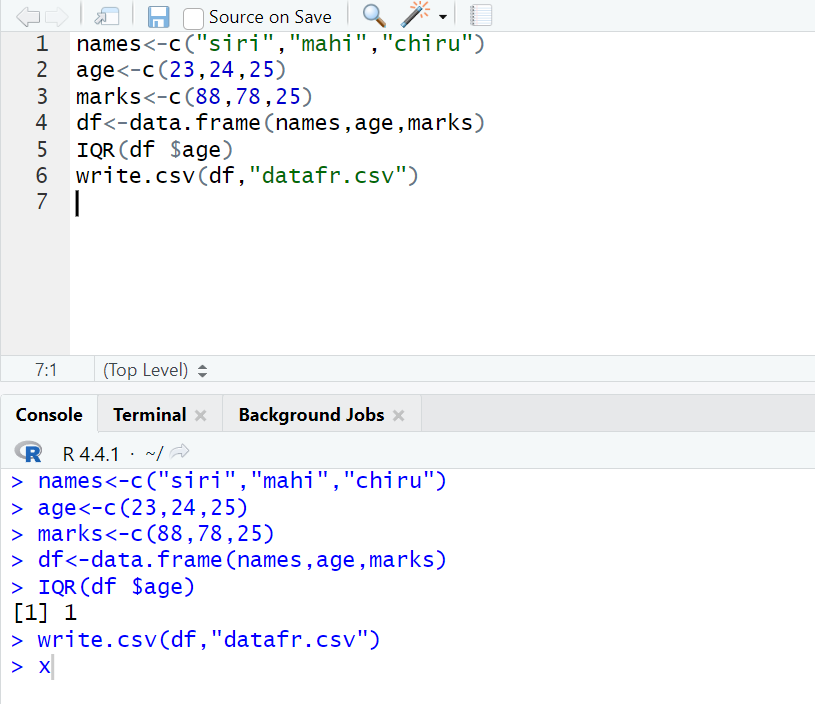 Source on Save
1 names<-c("siri","mahi","chiru")
2 age<-c(23,24,25)
3 marks<-c(88,78,25)
4 df<-data.frame(names,age,marks)
5 IQR(df $age)
6 write.csv(df,"datafr.csv")
7
7:1 (Top Level)
Console Terminal × Background Jobs ×
R R 4.4.1 · ~/
> names<-c("siri","mahi","chiru")
> age<-c(23,24,25)
> marks<-c(88,78,25)
> df<-data.frame(names,age,marks)
> IQR(df $age)
[1] 1
> write.csv(df,"datafr.csv")
> x